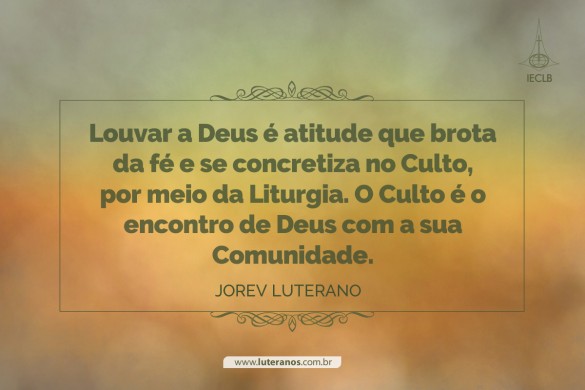 IECLB
Louvar a Deus é atitude que brota
da fé e se concretiza no Culto,
por meio da Liturgia. O Culto é o
encontro de Deus com a sua
Comunidade.
JOREV LUTERANO
www.luteranos.com.br